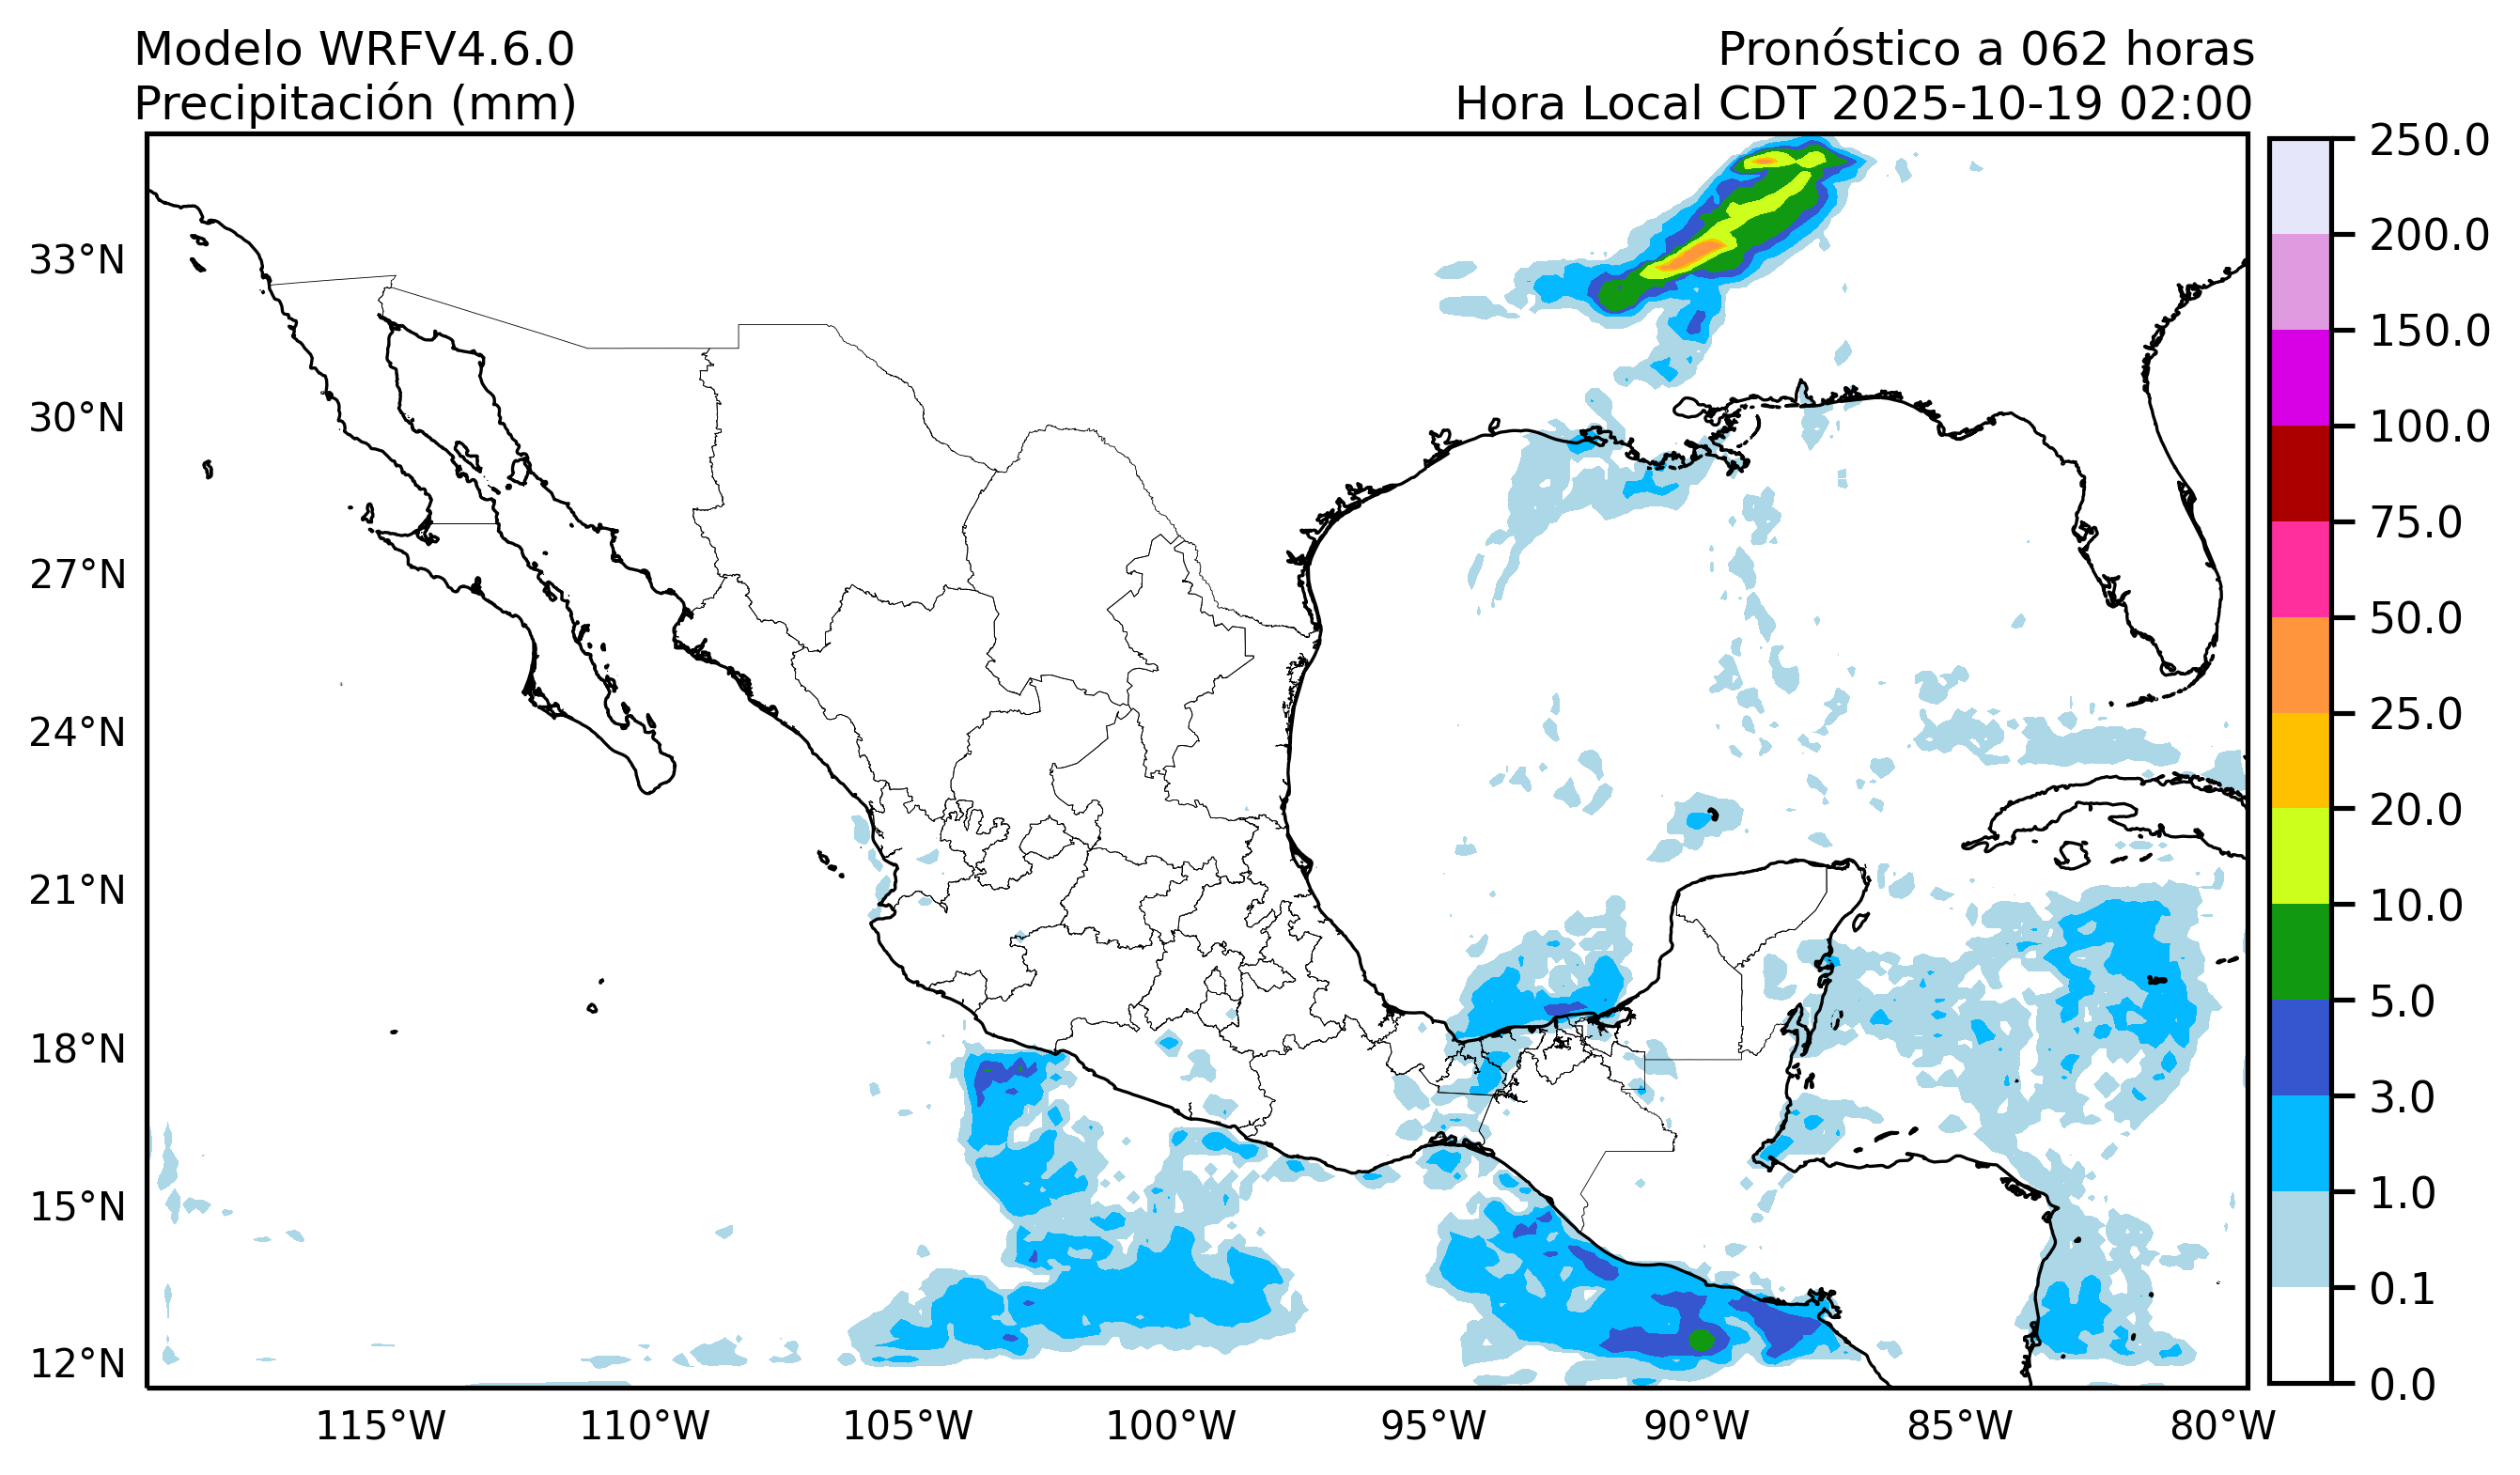 Modelo WRFV4.6.0
Precipitación (mm)
Pronóstico a 062 horas
Hora Local CDT 2025-10-19 02:00
33°N
30°N
27°N
24°N
21°N
18°N
15°N
12°N
115°W
110°W
105°W
100°W
95°W
90°W
85°W
80°W
250.0
200.0
150.0
100.0
75.0
50.0
25.0
20.0
10.0
5.0
3.0
1.0
0.1
0.0